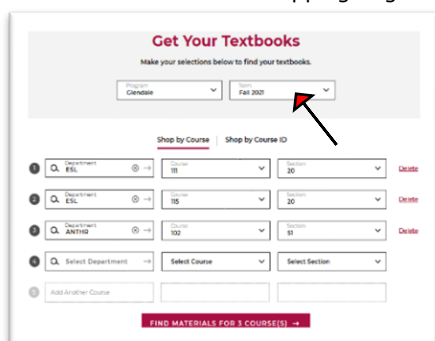 Get Your Textbooks
Make your selections below to find your textbooks.
Program Term
Glendale Fall 2021
Shop by Course Shop by Course ID
1 Department ESL Course 111 Section 20 Delete
2 Department ESL Course 115 Section 20 Delete
3 Department ANTHR Course 102 Section 51 Delete
4 Select Department Select Course Select Section
5 Add Another Course
FIND MATERIALS FOR 3 COURSE(S) →